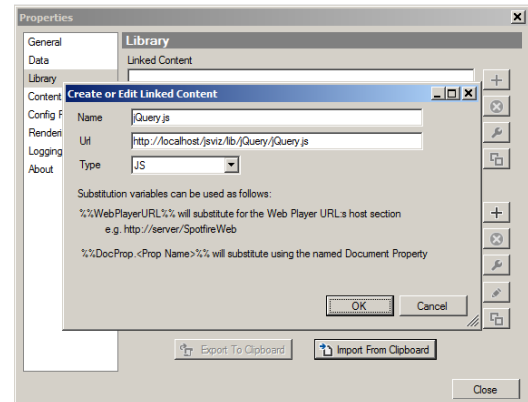 Properties
General
Library
Data
Linked Content
Library
Content
Create or Edit Linked Content
Config F
Name
jQuery.js
Renderi
Url
http://localhost/jsviz/lib/jQuery/jQuery.js
Logging
Type
JS
About
Substitution variables can be used as follows:
%%WebPlayerURL%% will substitute for the Web Player URL:s host section
e.g. http://server/SpotfireWeb
%%DocProp.<Prop Name>%% will substitute using the named Document Property
OK
Cancel
Export To Clipboard
Import From Clipboard
Close